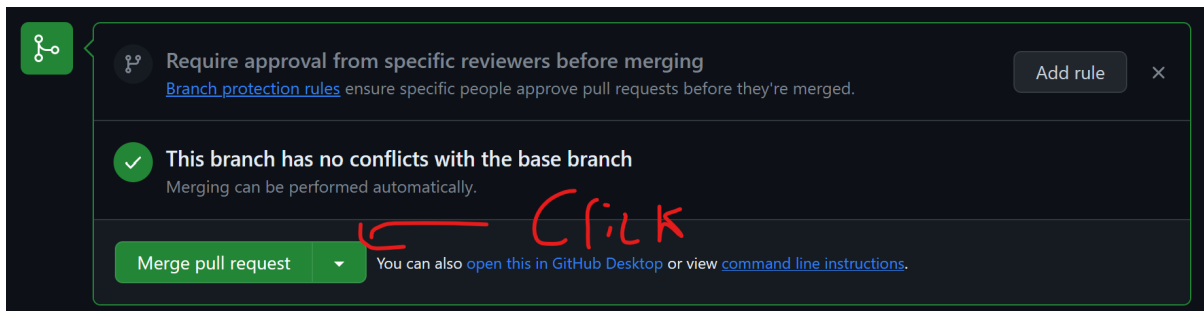 Require approval from specific reviewers before merging
Add rule
Branch protection rules ensure specific people approve pull requests before they're merged.
This branch has no conflicts with the base branch
Merging can be performed automatically.
Click
Merge pull request
You can also open this in GitHub Desktop or view command line instructions.